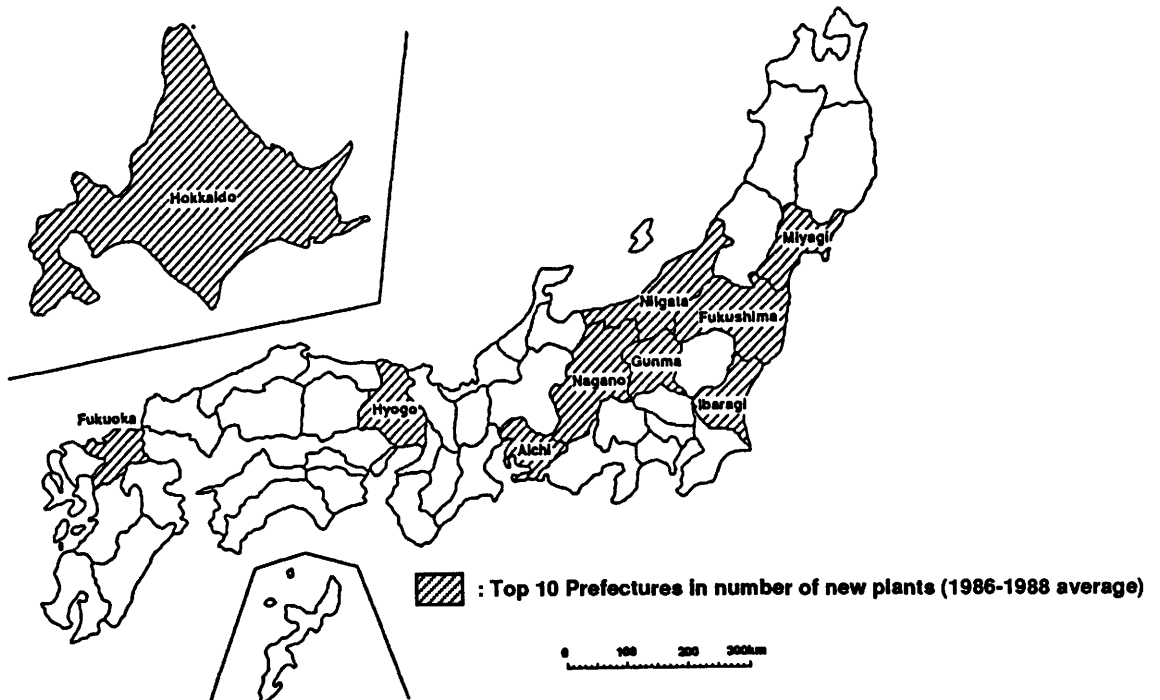 Hokkaido
Miyagi
Niigata
Fukushima
Gunma
Nagano
Ibaragi
Hyogo
Fukuoka
Aichi
: Top 10 Prefectures in number of new plants (1986-1988 average)
0 100 200 300km